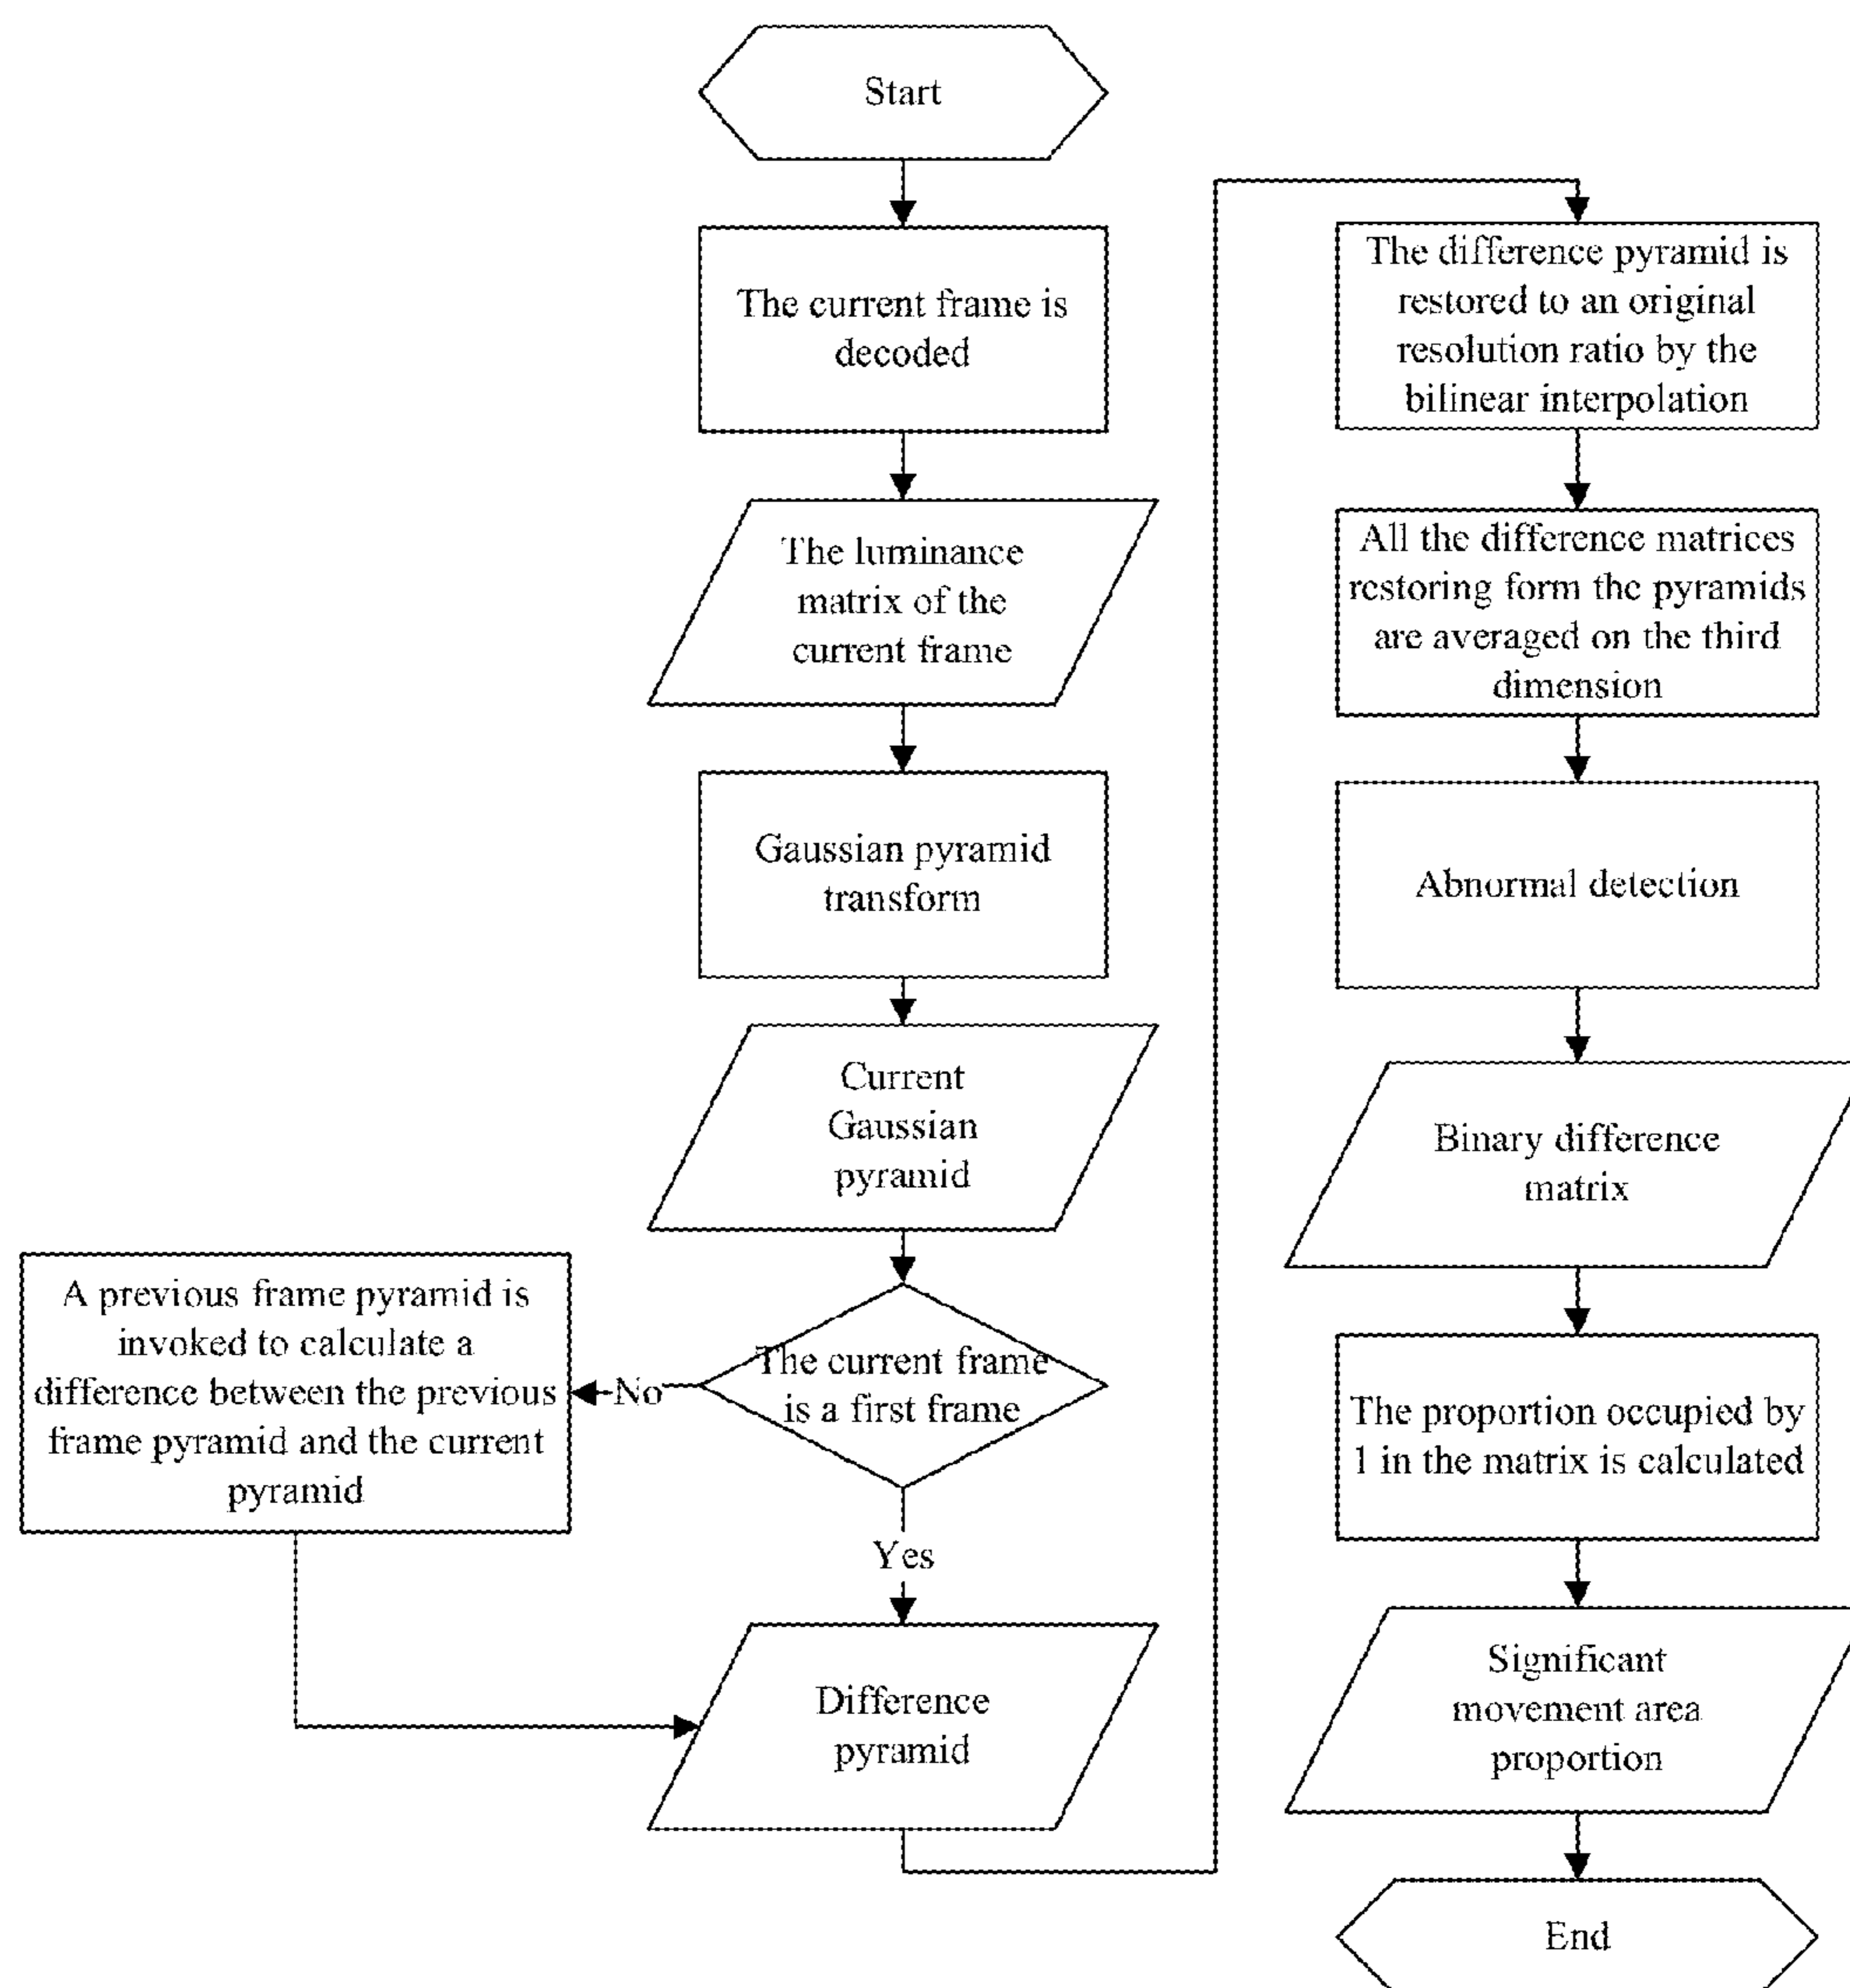 Start
The current frame is
decoded
The luminance
matrix of the
current frame
Gaussian pyramid
transform
Current
Gaussian
pyramid
The current frame
is a first frame
No
A previous frame pyramid is
invoked to calculate a
difference between the previous
frame pyramid and the current
pyramid
Yes
Difference
pyramid
The difference pyramid is
restored to an original
resolution ratio by the
bilinear interpolation
All the difference matrices
restoring form the pyramids
are averaged on the third
dimension
Abnormal detection
Binary difference
matrix
The proportion occupied by
1 in the matrix is calculated
Significant
movement area
proportion
End